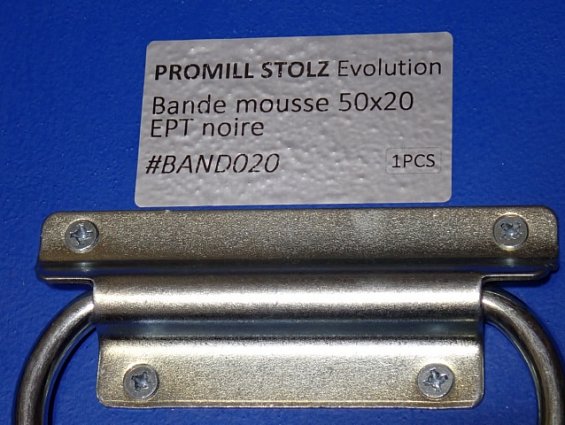 PROMILL STOLZ Evolution
Bande mousse 50x20
EPT noire
#BAND020
1PCS